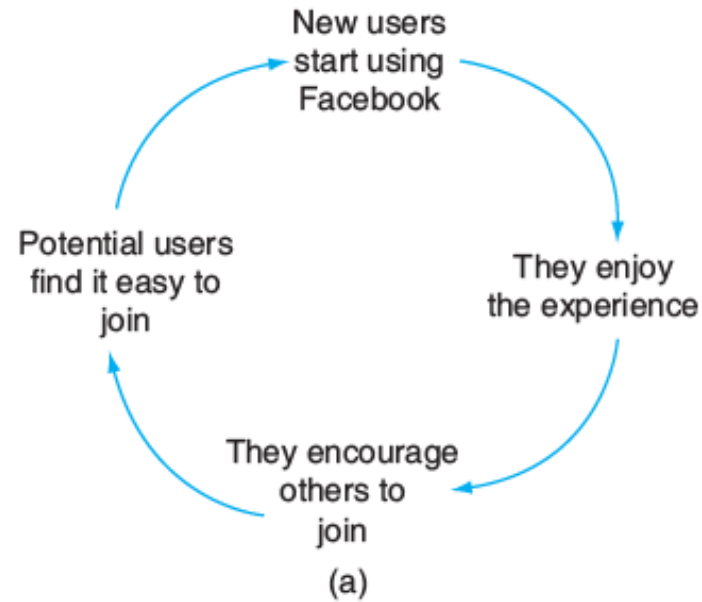 New users
start using
Facebook
They enjoy
the experience
They encourage
others to
join
Potential users
find it easy to
join
(a)